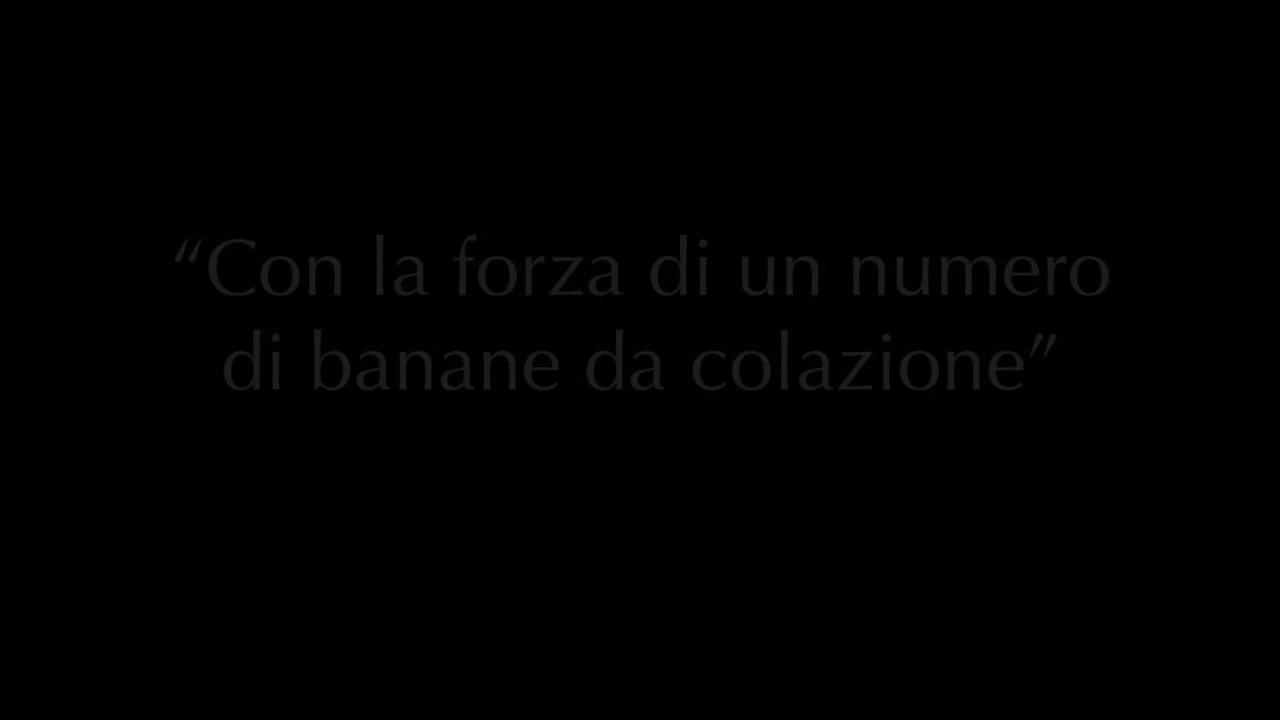 “Con la forza di un numero
di banane da colazione”